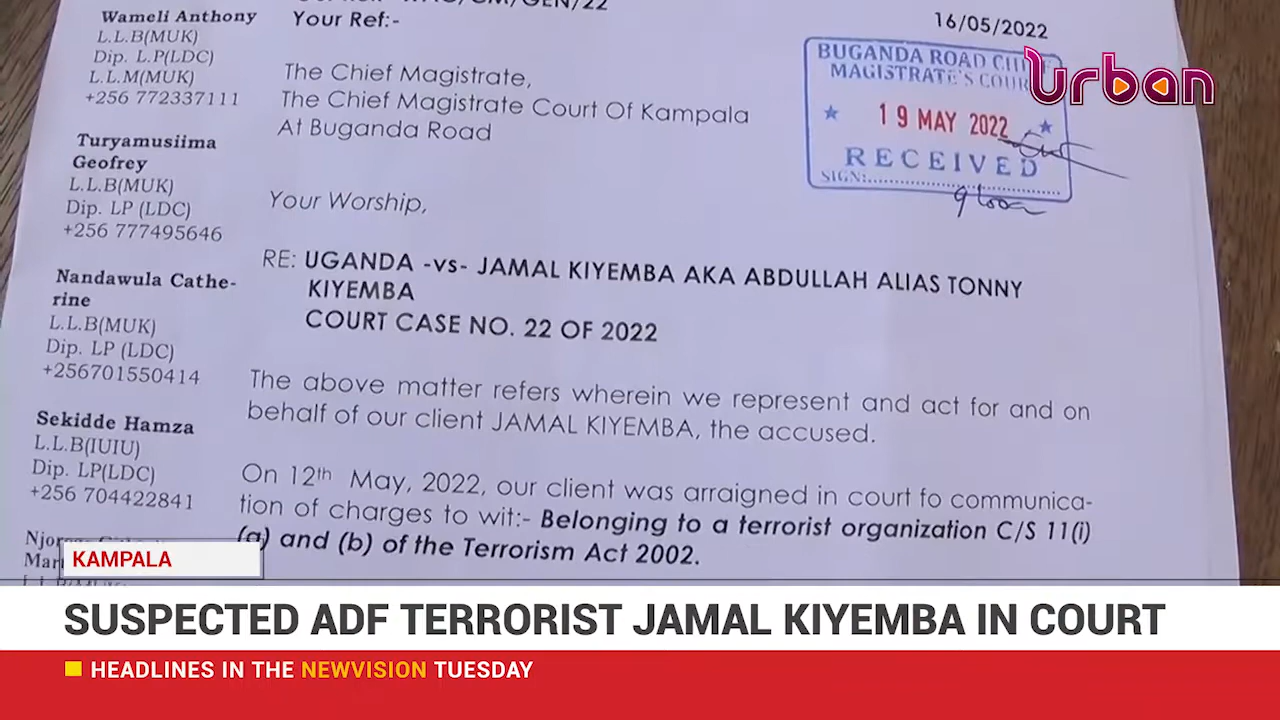 Wameli Anthony
L.L.B(MUK)
Dip. L.P(LDC)
L.L.M(MUK)
+256 772337111
Turyamusiima
Geofrey
L.L.B(MUK)
Dip. LP (LDC)
+256 777495646
Nandawula Cathe-
rine
L.L.B(MUK)
Dip. LP (LDC)
+256701550414
Sekidde Hamza
L.L.B(IUIU)
Dip. LP(LDC)
+256 704422841
Your Ref:-
16/05/2022
The Chief Magistrate,
The Chief Magistrate Court Of Kampala
At Buganda Road
BUGANDA ROAD
MAGISTRATE'S COUR
19 MAY 2022
RECEIVED
SIGN:
urban
Your Worship,
RE: UGANDA -vs- JAMAL KIYEMBA AKA ABDULLAH ALIAS TONNY
KIYEMBA
COURT CASE NO. 22 OF 2022
The above matter refers wherein we represent and act for and on
behalf of our client JAMAL KIYEMBA, the accused.
On 12th May, 2022, our client was arraigned in court fo communica-
tion of charges to wit:- Belonging to a terrorist organization C/S 11(i)
(a) and (b) of the Terrorism Act 2002.
KAMPALA
SUSPECTED ADF TERRORIST JAMAL KIYEMBA IN COURT
HEADLINES IN THE NEWVISION TUESDAY